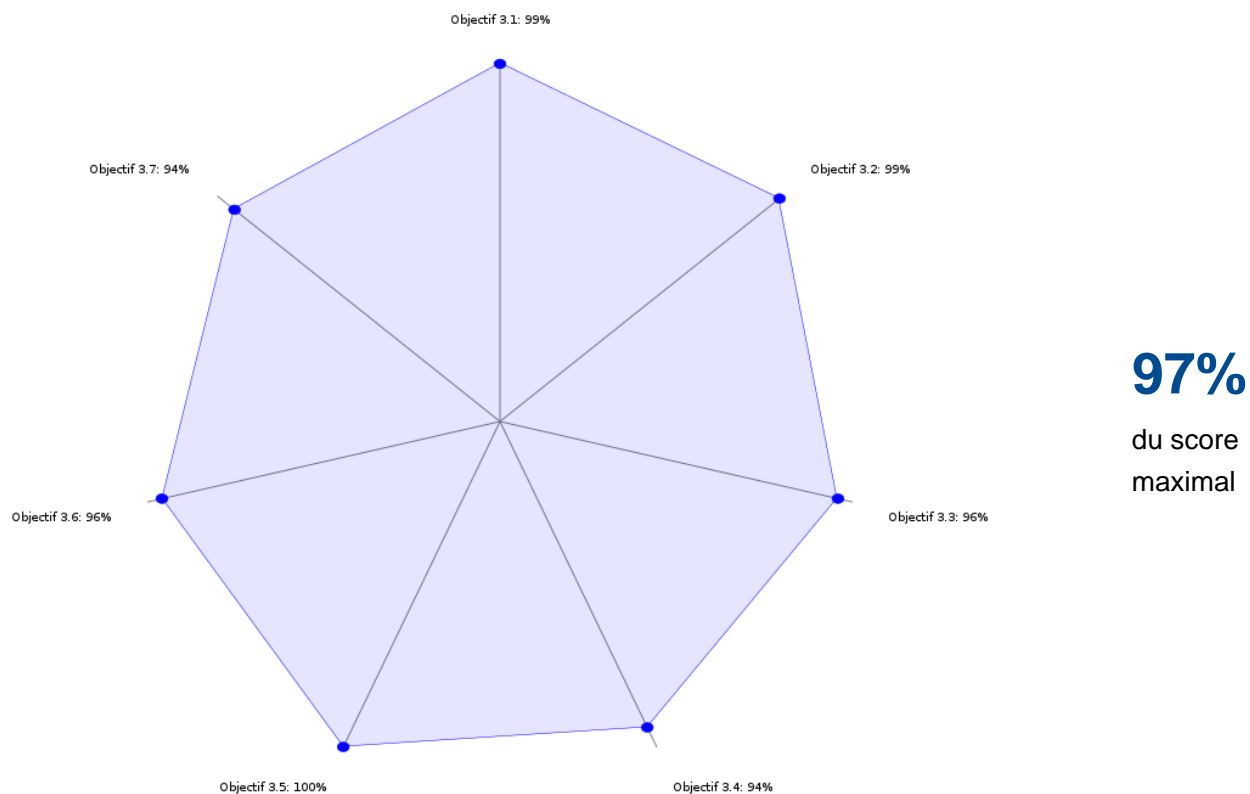 Objectif 3.1: 99%
Objectif 3.7: 94%
Objectif 3.2: 99%
97%
du score
maximal
Objectif 3.6: 96%
Objectif 3.3: 96%
Objectif 3.5: 100%
Objectif 3.4: 94%